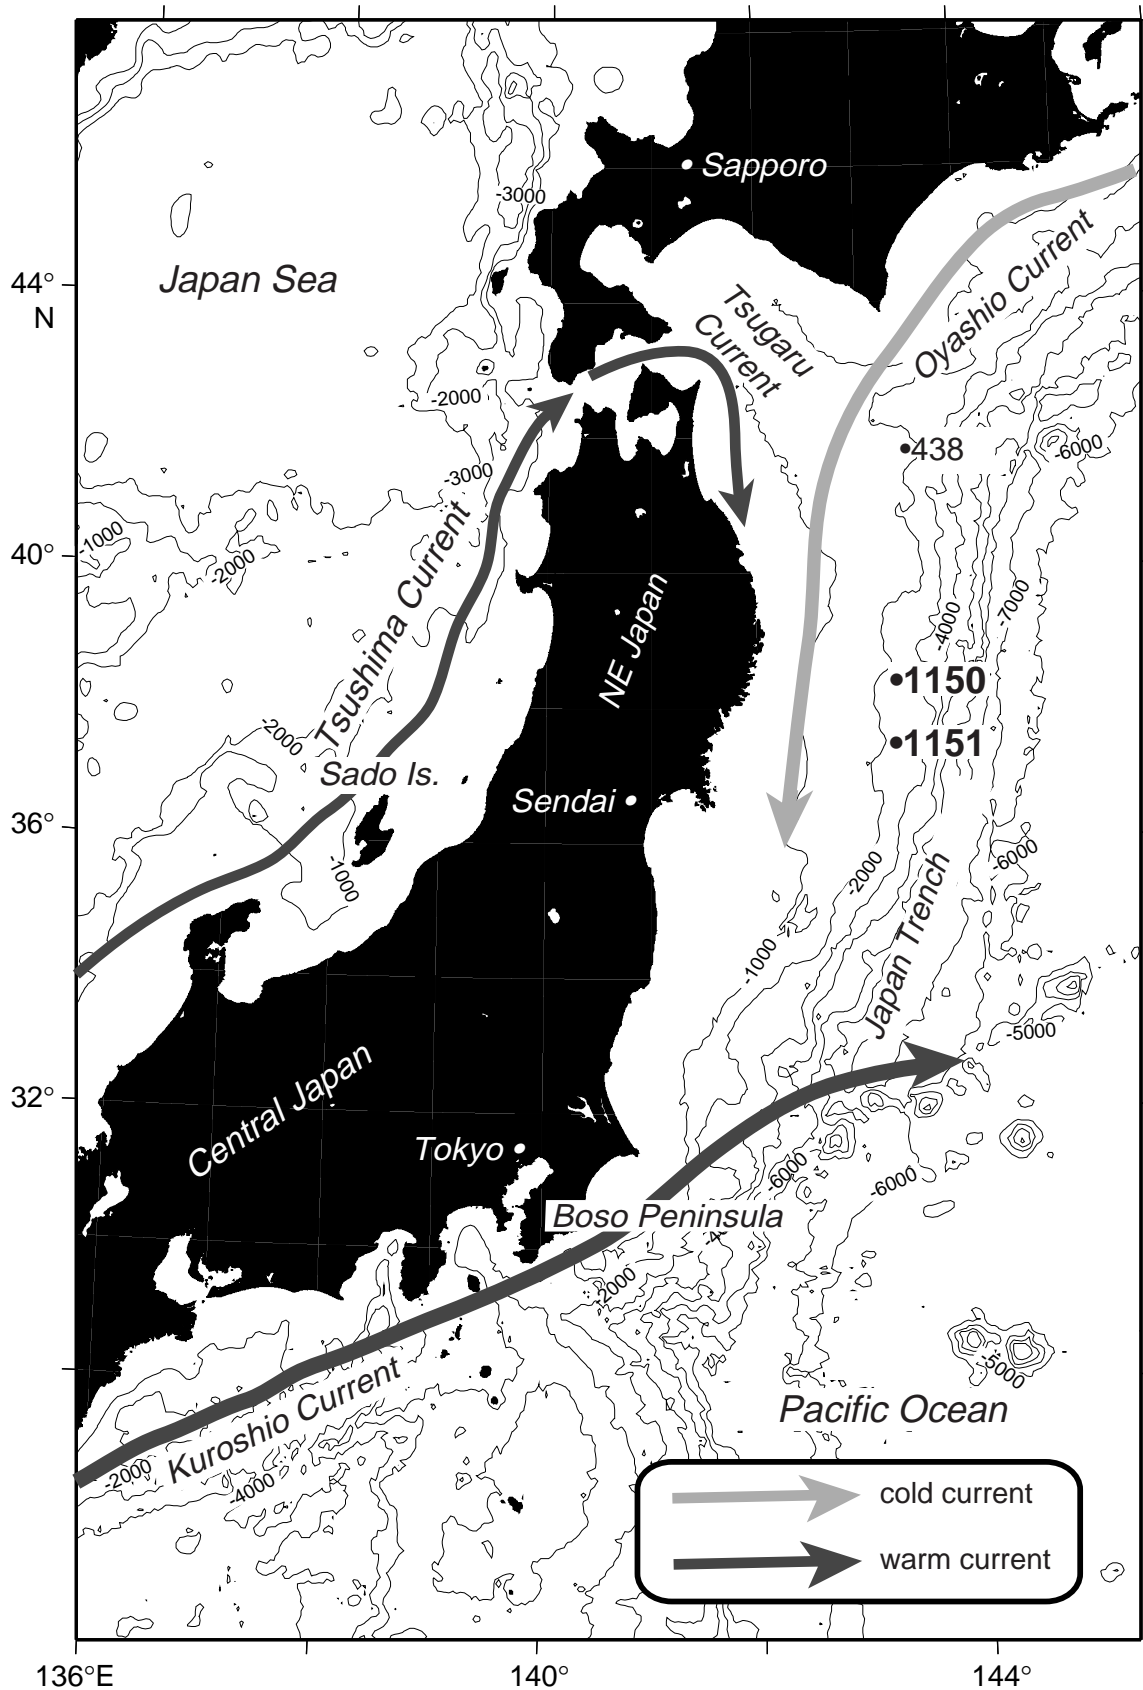 Sapporo
-3000
Japan Sea
44°
N
Oyashio Current
Tsugaru
Current
-2000
438
-6000
-3000
Tsushima Current
-1000
40°
-2000
NE Japan
-7000
-4000
1150
-2000
1151
Sado Is.
Sendai
36°
-1000
-2000
-6000
Japan Trench
-1000
-5000
Central Japan
32°
Tokyo
-6000
-6000
Boso Peninsula
-2000
-5000
Kuroshio Current
Pacific Ocean
-2000
-4000
cold current
warm current
136°E
140°
144°